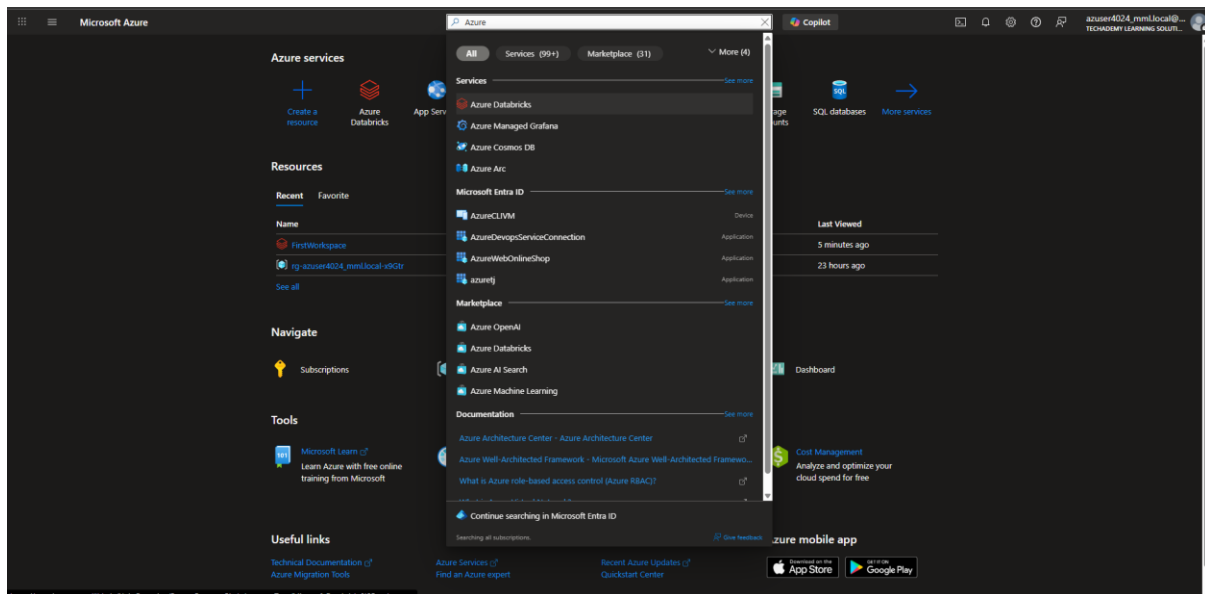 Microsoft Azure
Azure
Copilot
azuser4024_mml.local@...
TECHADEMY LEARNING SOLUTI...
Azure services
Create a resource
Azure Databricks
App Serv
SQL databases
More services
All
Services (99+)
Marketplace (31)
More (4)
Services
See more
Azure Databricks
Azure Managed Grafana
Azure Cosmos DB
Azure Arc
Microsoft Entra ID
See more
AzureCLIVM
Device
AzureDevopsServiceConnection
Application
AzureWebOnlineShop
Application
azuretj
Application
Marketplace
See more
Azure OpenAI
Azure Databricks
Azure AI Search
Azure Machine Learning
Documentation
See more
Azure Architecture Center - Azure Architecture Center
Azure Well-Architected Framework - Microsoft Azure Well-Architected Framewo...
What is Azure role-based access control (Azure RBAC)?
Continue searching in Microsoft Entra ID
Searching all subscriptions.
Give feedback
Resources
Recent
Favorite
Name
Last Viewed
FirstWorkspace
5 minutes ago
rg-azuser4024_mml.local-x9Gtr
23 hours ago
See all
Navigate
Subscriptions
Dashboard
Tools
Microsoft Learn
Learn Azure with free online
training from Microsoft
Cost Management
Analyze and optimize your
cloud spend for free
Useful links
Technical Documentation
Azure Services
Recent Azure Updates
Azure Migration Tools
Find an Azure expert
Quickstart Center
zure mobile app
Download on the
App Store
GET IT ON
Google Play